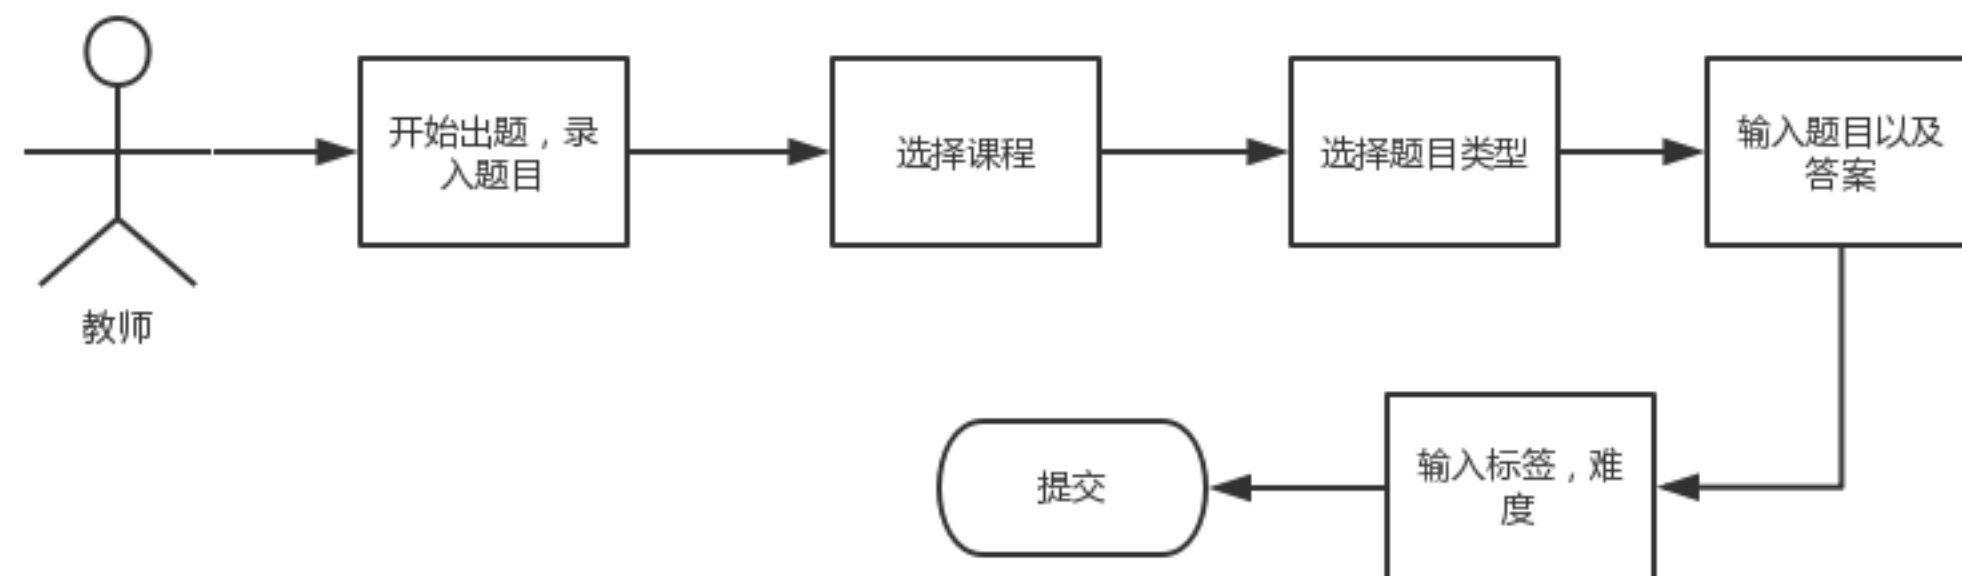 开始出题，录
入题目
选择课程
选择题目类型
输入题目以及
答案
教师
提交
输入标签，难
度